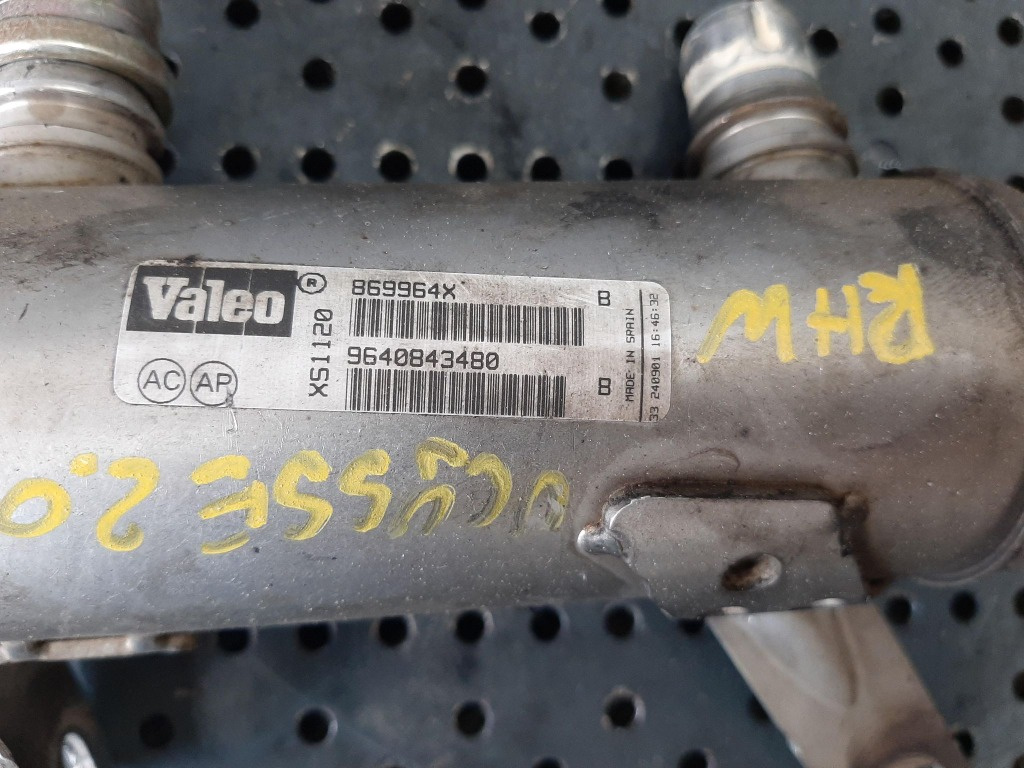 Valeo ®
AC AP
XS1120
869964X B
9640843480 B
MADE IN SPAIN
33 240901 16:46:32
RHW
ULYSSE 2.0